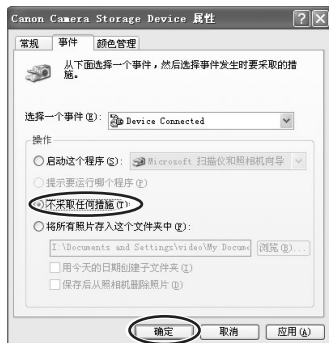 Canon Camera Storage Device 属性
常规 事件 颜色管理
从下面选择一个事件，然后选择事件发生时要采取的措
施。
选择一个事件(E): Device Connected
操作
启动这个程序(S): Microsoft 扫描仪和照相机向导
提示要运行哪个程序(P)
不采取任何措施(T):
将所有照片存入这个文件夹中(F):
I:\Documents and Settings\video\My Docume 浏览(B)...
用今天的日期创建子文件夹(I)
保存后从照相机删除照片(D)
确定 取消 应用(A)